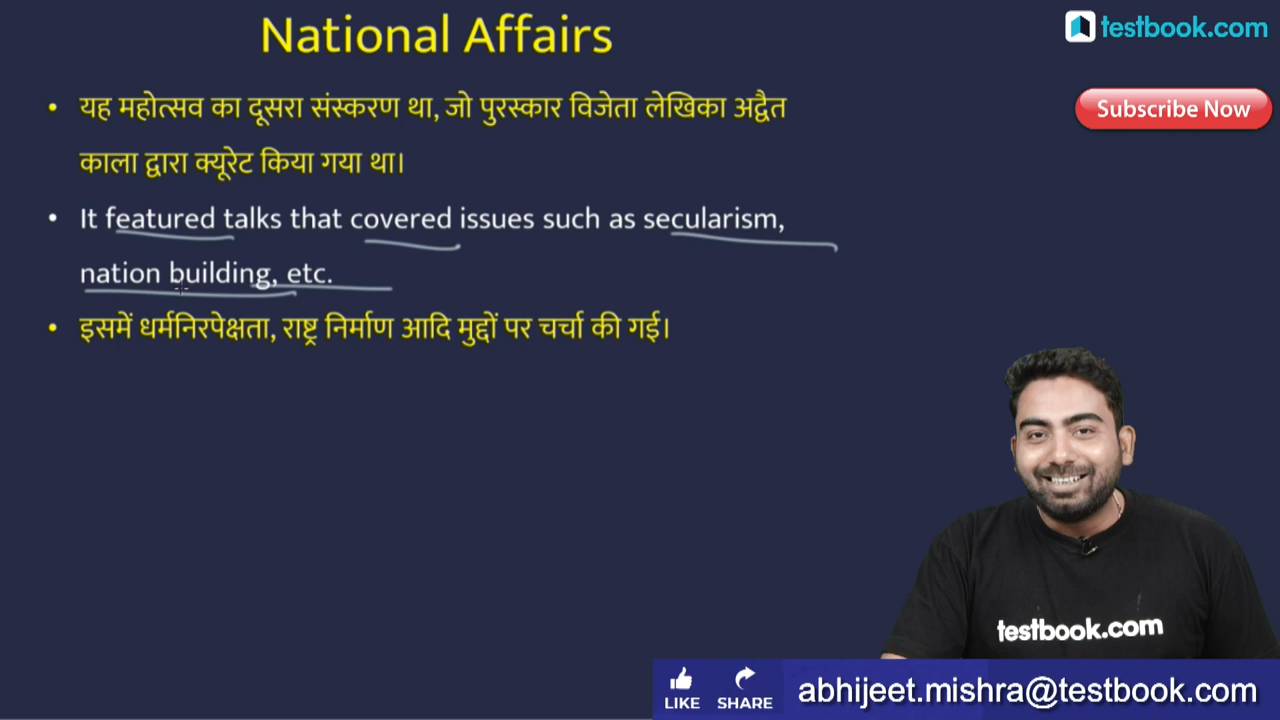 National Affairs
testbook.com
Subscribe Now
• यह महोत्सव का दूसरा संस्करण था, जो पुरस्कार विजेता लेखिका अद्वैत
काला द्वारा क्यूरेट किया गया था।
• It featured talks that covered issues such as secularism,
nation building, etc.
• इसमें धर्मनिरपेक्षता, राष्ट्र निर्माण आदि मुद्दों पर चर्चा की गई।
testbook.com
LIKE SHARE abhijeet.mishra@testbook.com